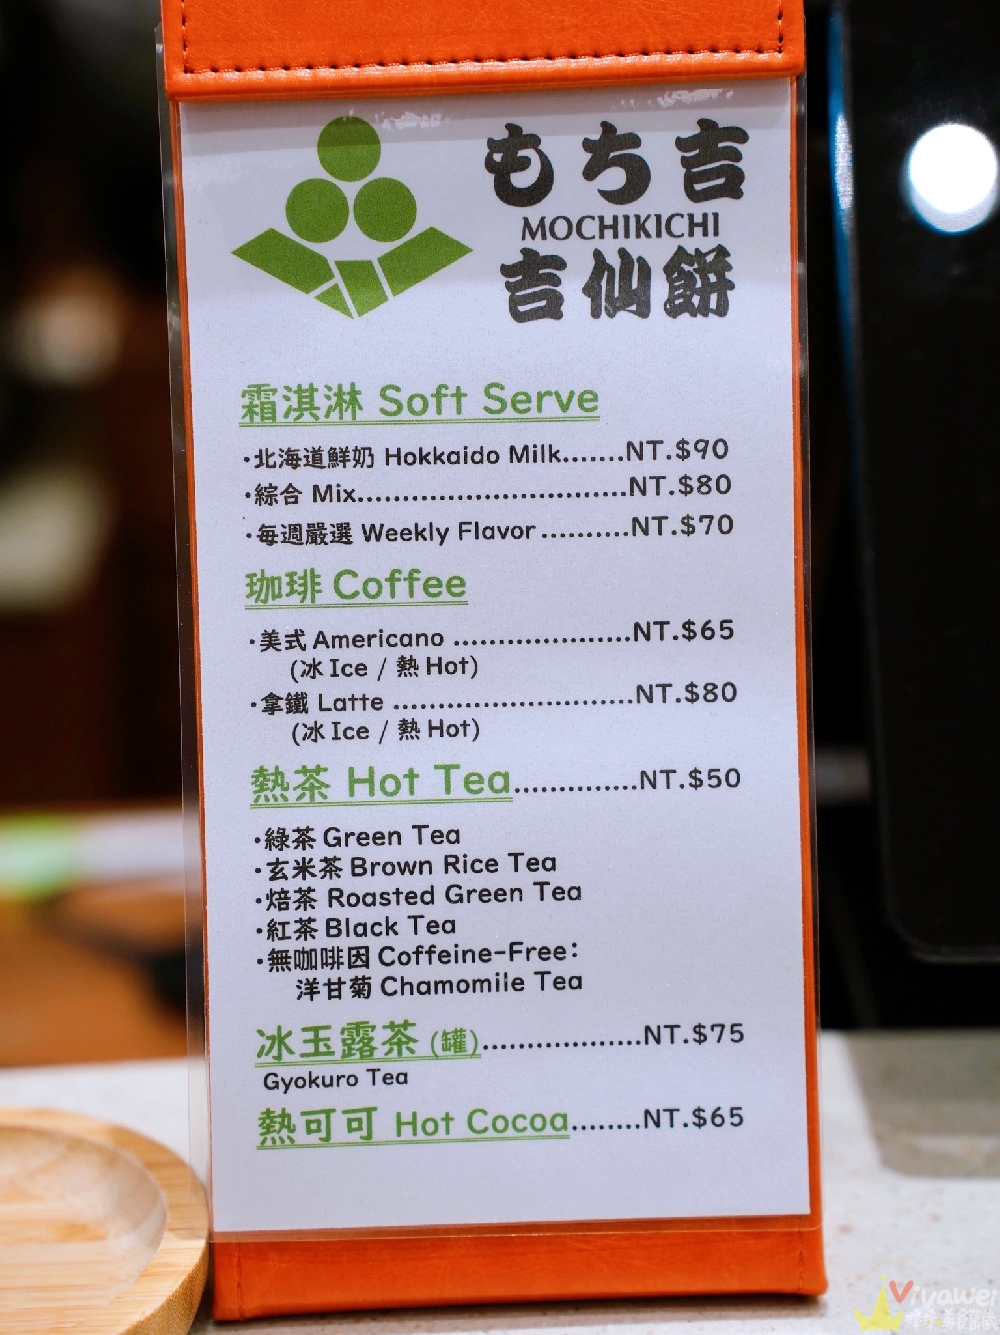 もち吉
MOCHIKICHI
吉仙餅
霜淇淋 Soft Serve
·北海道鮮奶 Hokkaido Milk.......NT.$90
·綜合 Mix..............................NT.$80
·每週嚴選 Weekly Flavor..........NT.$70
珈琲 Coffee
·美式 Americano ....................NT.$65
(冰 Ice / 熱 Hot)
·拿鐵 Latte ...........................NT.$80
(冰 Ice / 熱 Hot)
熱茶 Hot Tea..............NT.$50
·綠茶 Green Tea
·玄米茶 Brown Rice Tea
·焙茶 Roasted Green Tea
·紅茶 Black Tea
·無咖啡因 Coffeine-Free：
洋甘菊 Chamomile Tea
冰玉露茶 (罐)..................NT.$75
Gyokuro Tea
熱可可 Hot Cocoa........NT.$65
Vivawei